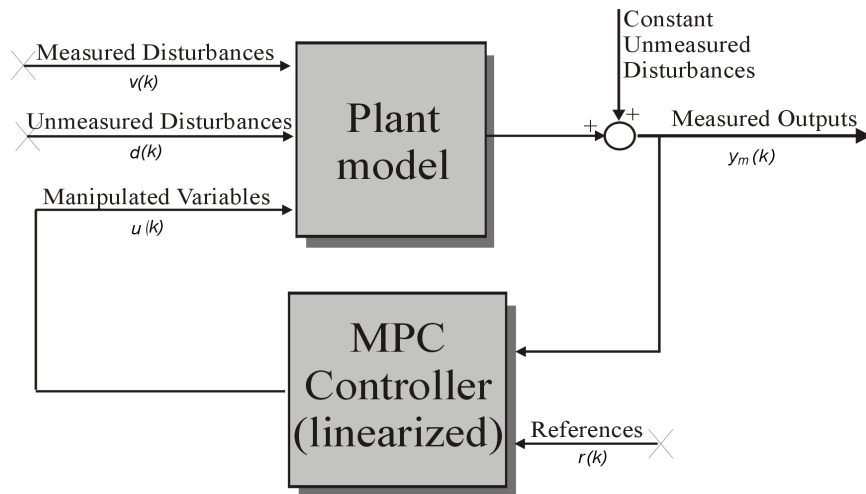 Measured Disturbances
v(k)
Unmeasured Disturbances
d(k)
Manipulated Variables
u(k)
Plant
model
Constant
Unmeasured
Disturbances
+
+
Measured Outputs
ym(k)
MPC
Controller
(linearized)
References
r(k)